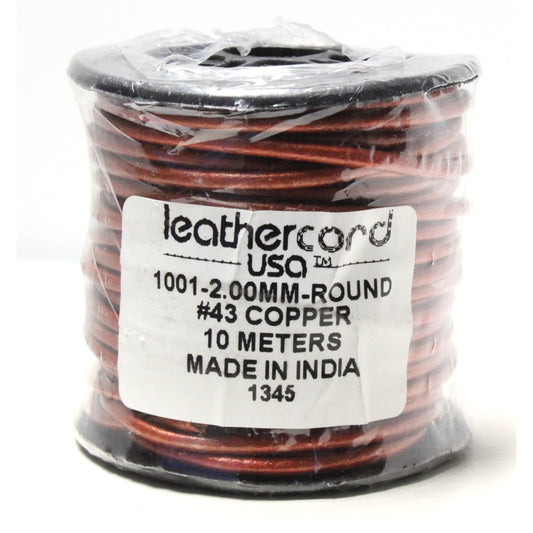 leathercord
USA™
1001-2.00MM-ROUND
#43 COPPER
10 METERS
MADE IN INDIA
1345